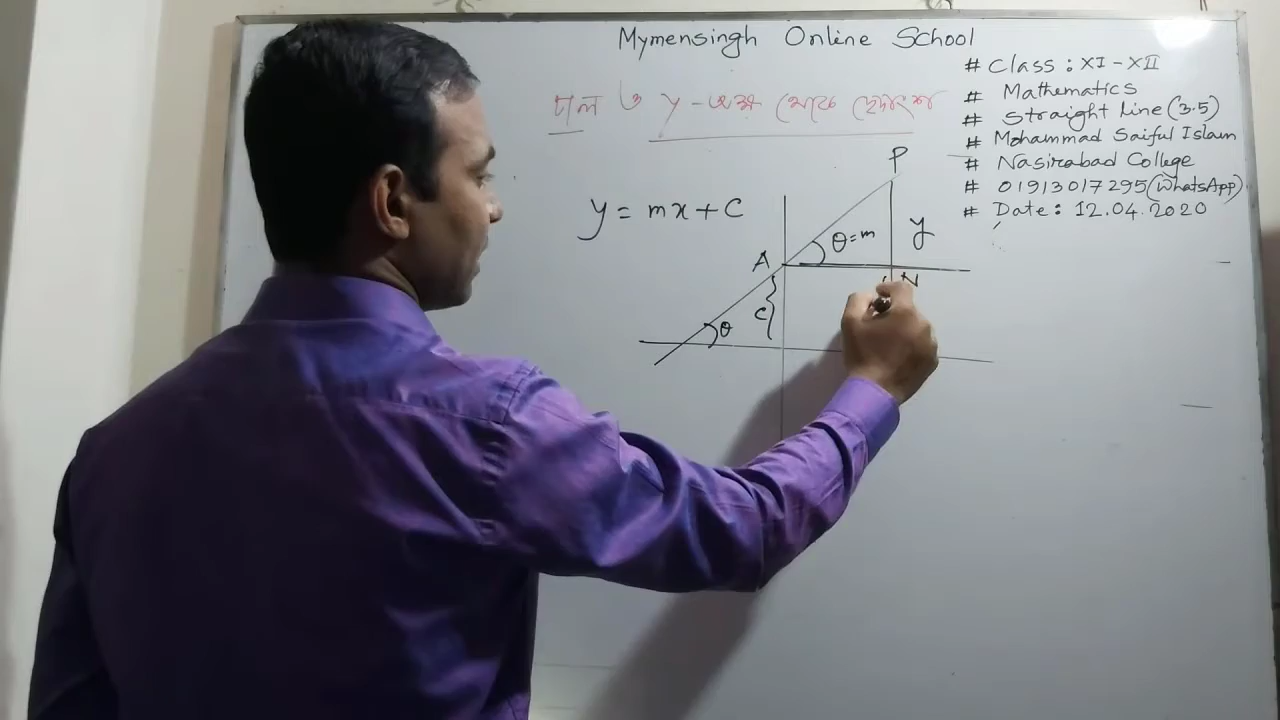 Mymensingh Online School
ঢাল ও y-অক্ষ থেকে ছেদাংশ
# Class : XI - XII
# Mathematics
# Straight Line (3.5)
# Mohammad Saiful Islam
# Nasirabad College
# 01913017295 (WhatsApp)
# Date : 12.04.2020
y = mx + c
P
θ = m
y
A
N
c
θ